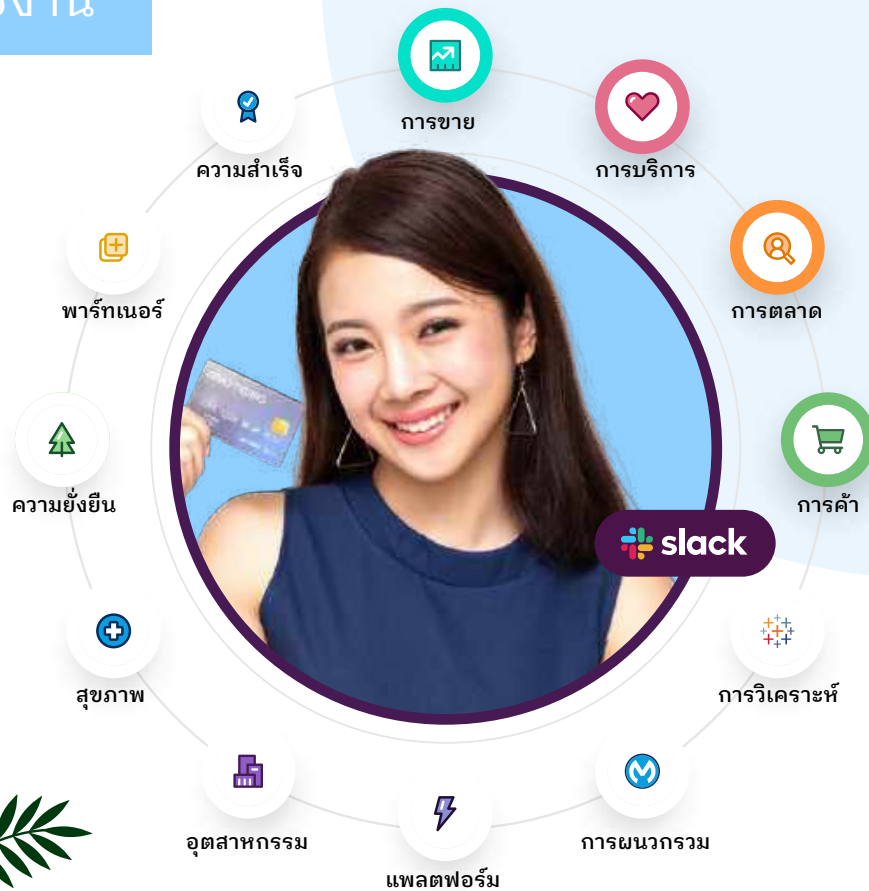 การขาย
ความสำเร็จ
การบริการ
พาร์ทเนอร์
การตลาด
ความยั่งยืน
การค้า
slack
สุขภาพ
การวิเคราะห์
อุตสาหกรรม
การผนวกรวม
แพลตฟอร์ม